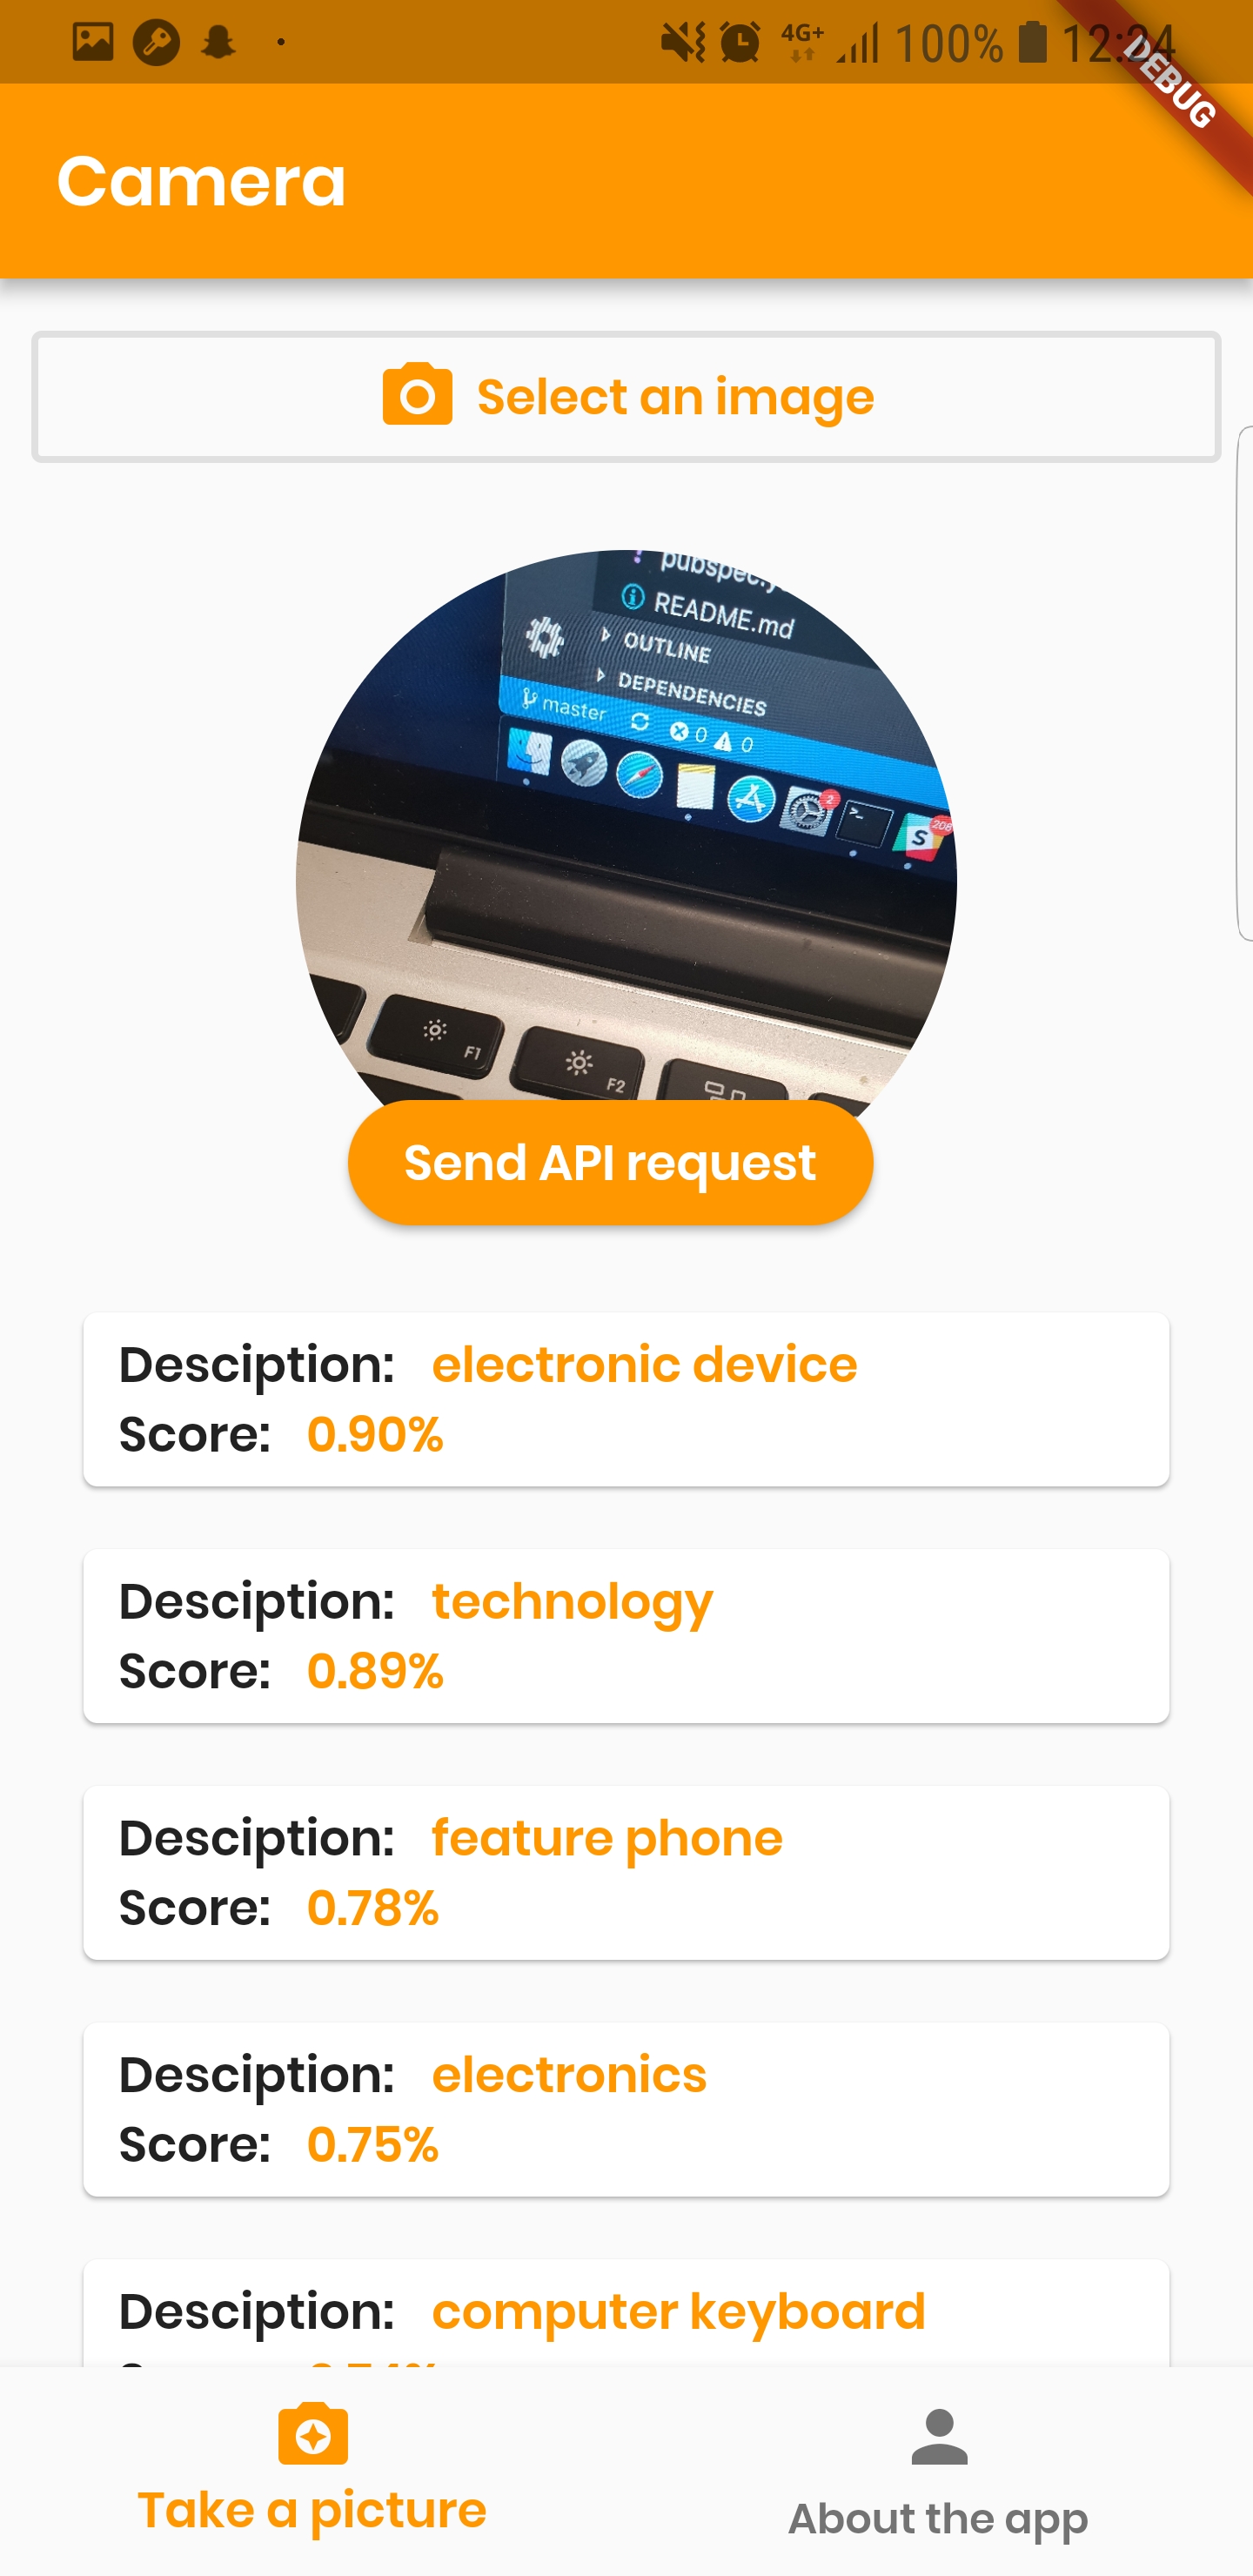 4G+ 100% 12:24
DEBUG
Camera
Select an image
README.md
OUTLINE
DEPENDENCIES
master 0 0
2
208
S
F1
F2
Send API request
Desciption: electronic device
Score: 0.90%
Desciption: technology
Score: 0.89%
Desciption: feature phone
Score: 0.78%
Desciption: electronics
Score: 0.75%
Desciption: computer keyboard
Take a picture
About the app